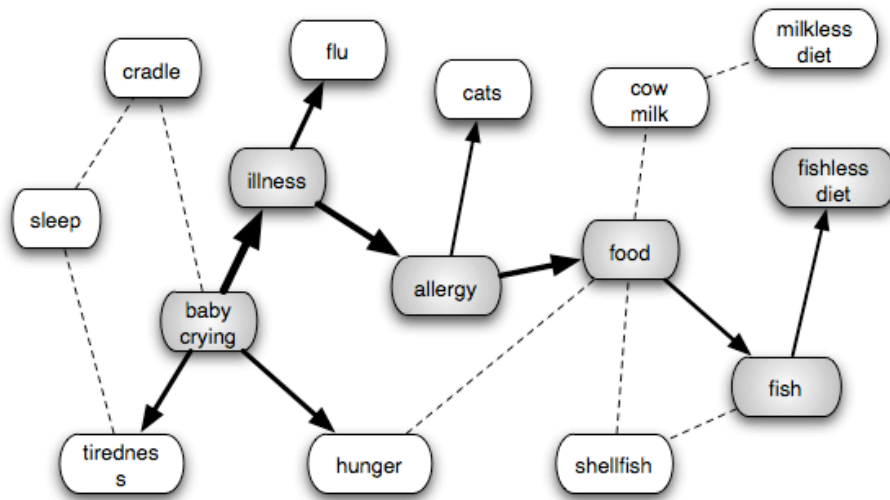 flu
milkless
diet
cradle
cats
cow
milk
illness
fishless
diet
sleep
food
allergy
baby
crying
fish
tirednes
s
hunger
shellfish